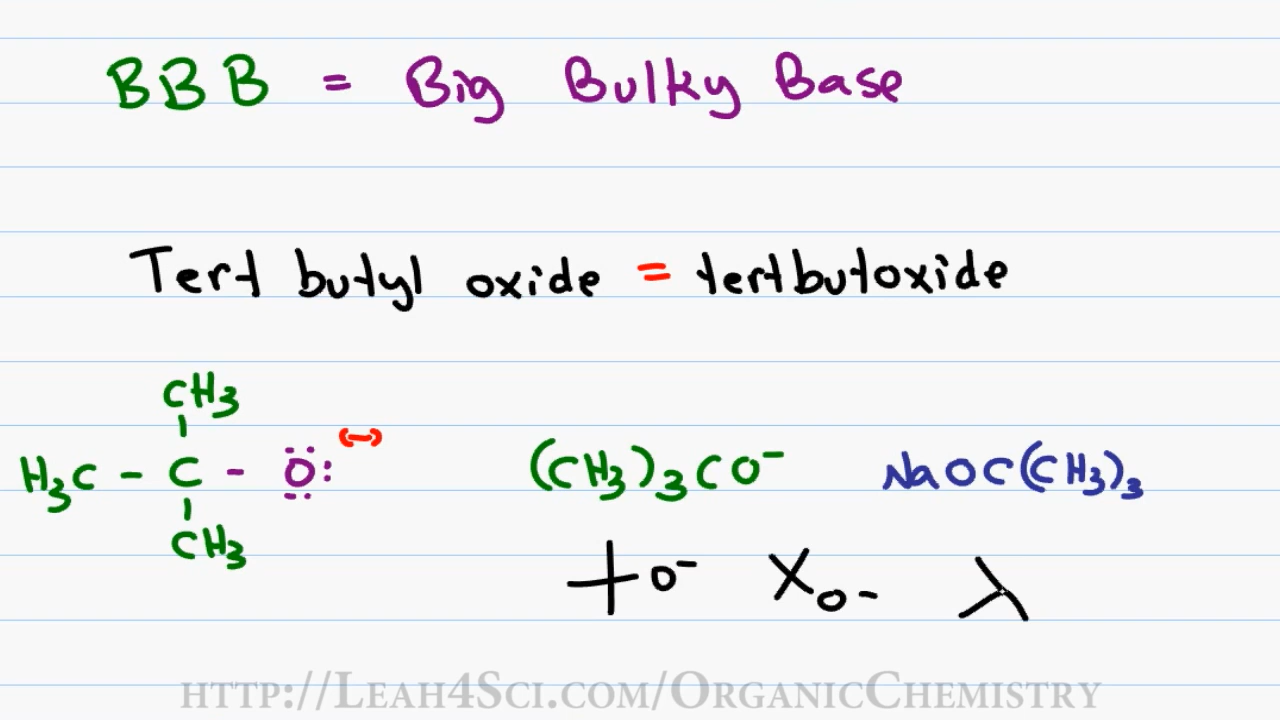 BBB = Big Bulky Base
Tert butyl oxide = tertbutoxide
CH3
H3C - C - O: (-) (CH3)3CO- NaOC(CH3)3
CH3
O- O-
HTTP://LEAH4SCI.COM/ORGANICCHEMISTRY